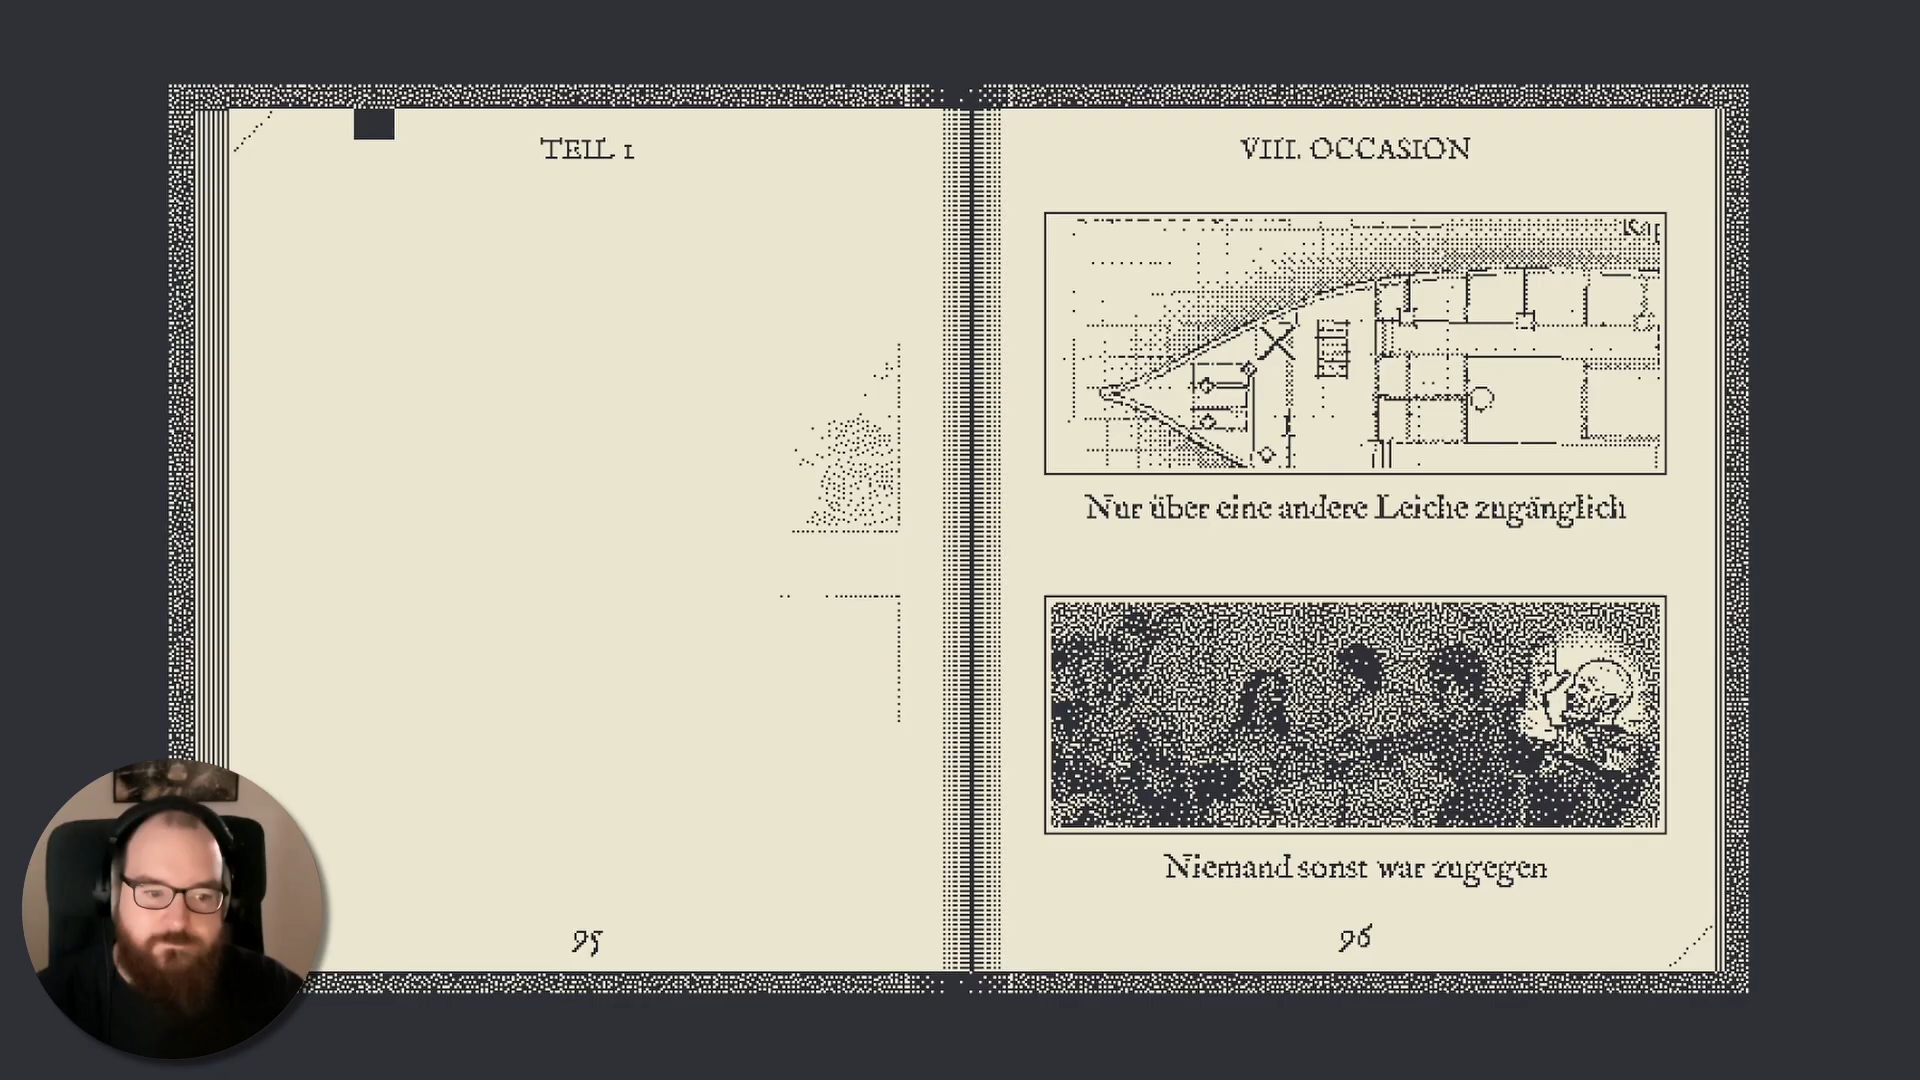 TEIL 1
95
VIII. OCCASION
Nur über eine andere Leiche zugänglich
Niemand sonst war zugegen
96